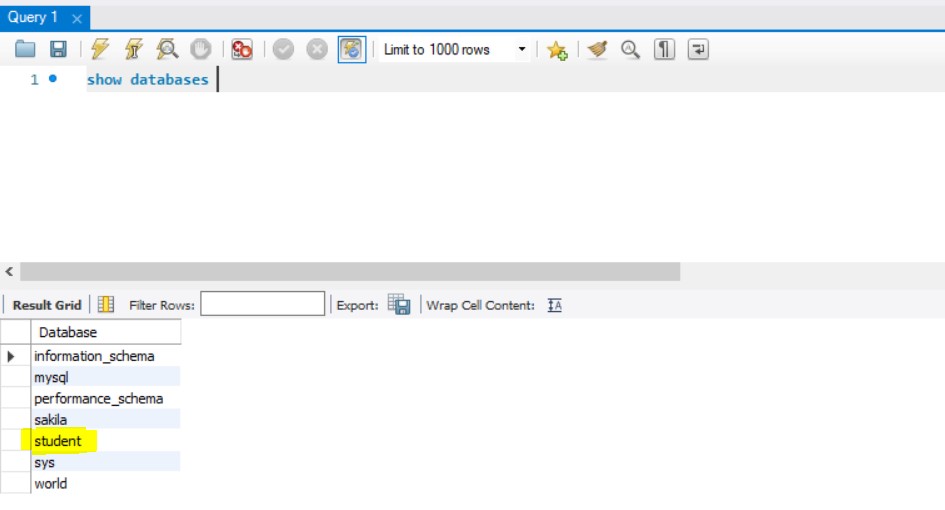 Query 1
Limit to 1000 rows
1 show databases
Result Grid Filter Rows: Export: Wrap Cell Content:
Database
information_schema
mysql
performance_schema
sakila
student
sys
world